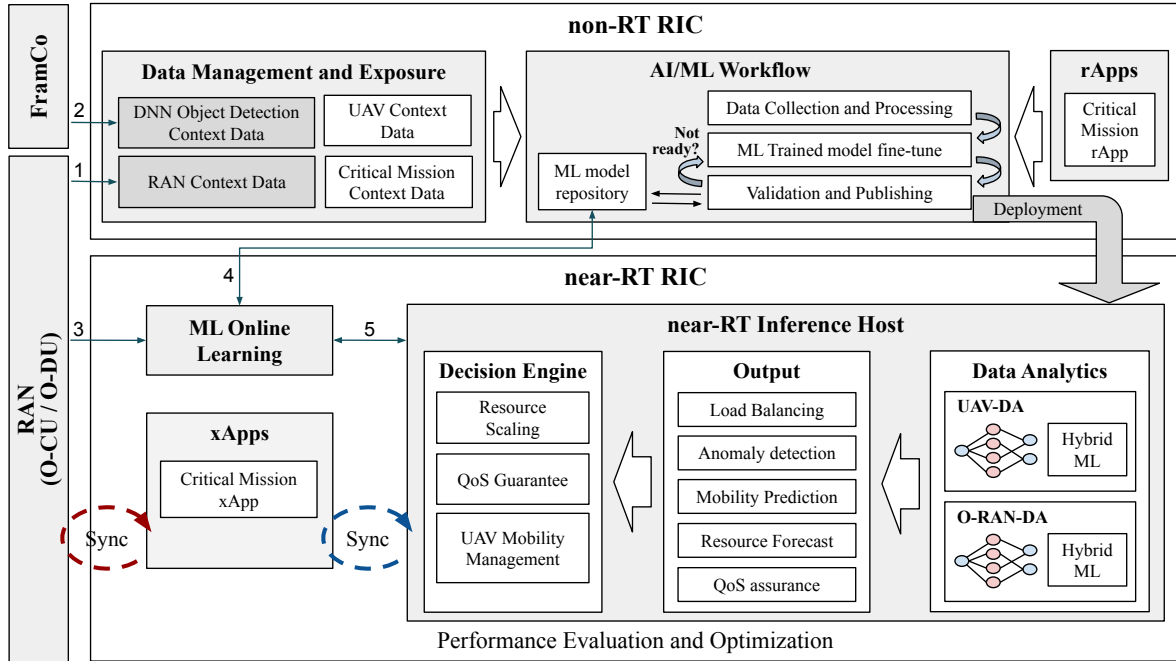 FramCo
RAN
(O-CU / O-DU)
non-RT RIC
Data Management and Exposure
2
DNN Object Detection
Context Data
UAV Context
Data
1
RAN Context Data
Critical Mission
Context Data
AI/ML Workflow
Data Collection and Processing
Not
ready?
ML Trained model fine-tune
ML model
repository
Validation and Publishing
rApps
Critical
Mission
rApp
Deployment
near-RT RIC
4
3
ML Online
Learning
5
xApps
Critical Mission
xApp
Sync
Sync
near-RT Inference Host
Decision Engine
Resource
Scaling
QoS Guarantee
UAV Mobility
Management
Output
Load Balancing
Anomaly detection
Mobility Prediction
Resource Forecast
QoS assurance
Data Analytics
UAV-DA
Hybrid
ML
O-RAN-DA
Hybrid
ML
Performance Evaluation and Optimization